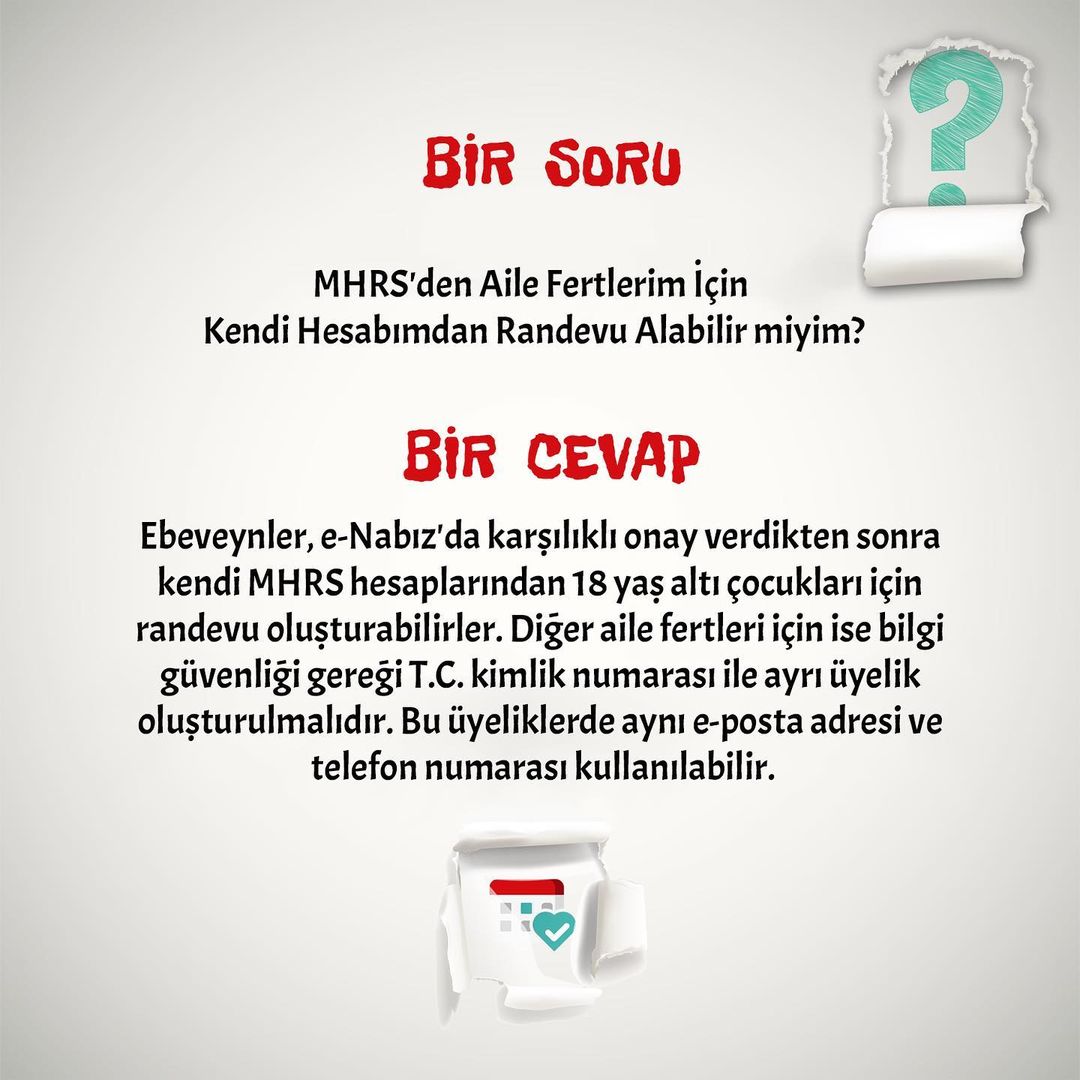 BİR SORU
MHRS'den Aile Fertlerim İçin
Kendi Hesabımdan Randevu Alabilir miyim?
BİR CEVAP
Ebeveynler, e-Nabız'da karşılıklı onay verdikten sonra
kendi MHRS hesaplarından 18 yaş altı çocukları için
randevu oluşturabilirler. Diğer aile fertleri için ise bilgi
güvenliği gereği T.C. kimlik numarası ile ayrı üyelik
oluşturulmalıdır. Bu üyeliklerde aynı e-posta adresi ve
telefon numarası kullanılabilir.